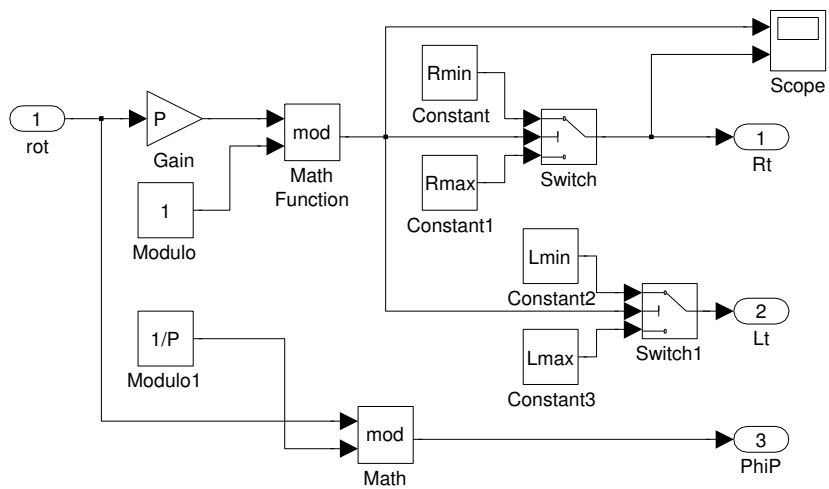 Scope
Rmin
Constant
1
rot
P
Gain
mod
Math
Function
Switch
1
Rt
Rmax
Constant1
1
Modulo
Lmin
Constant2
Switch1
2
Lt
1/P
Modulo1
Lmax
Constant3
mod
Math
3
PhiP